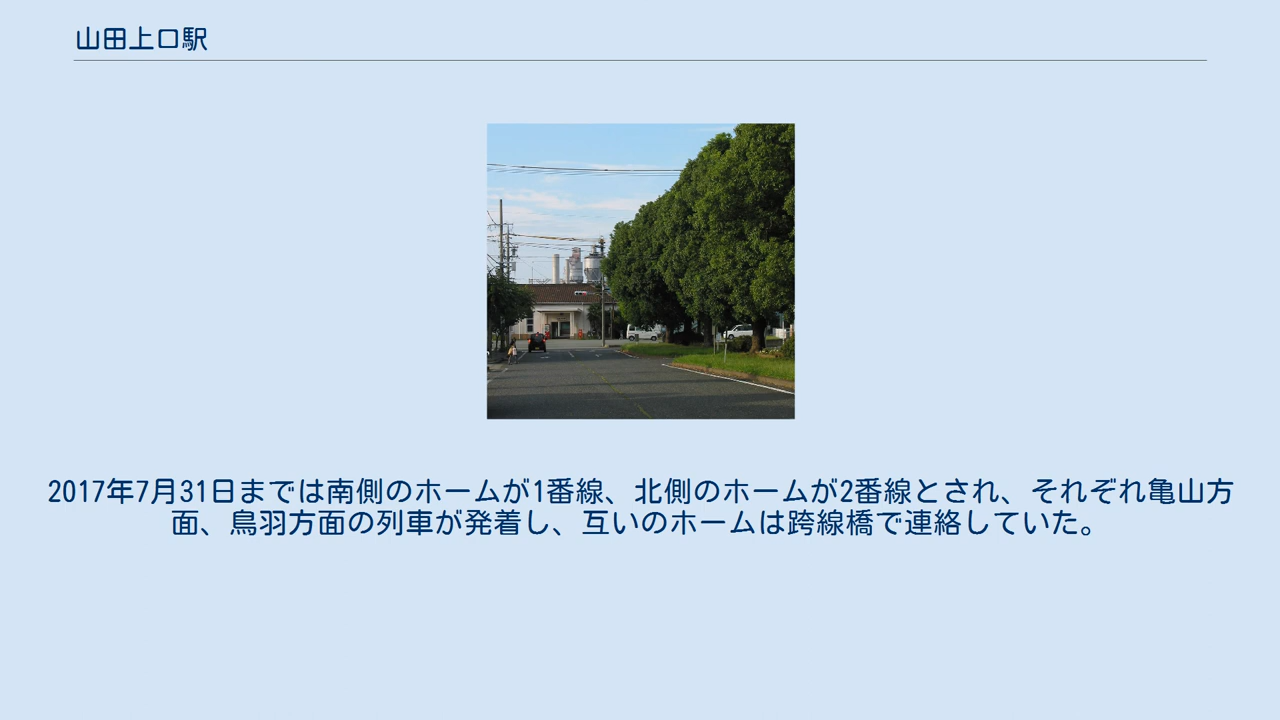 山田上口駅
2017年7月31日までは南側のホームが1番線、北側のホームが2番線とされ、それぞれ亀山方
面、鳥羽方面の列車が発着し、互いのホームは跨線橋で連絡していた。